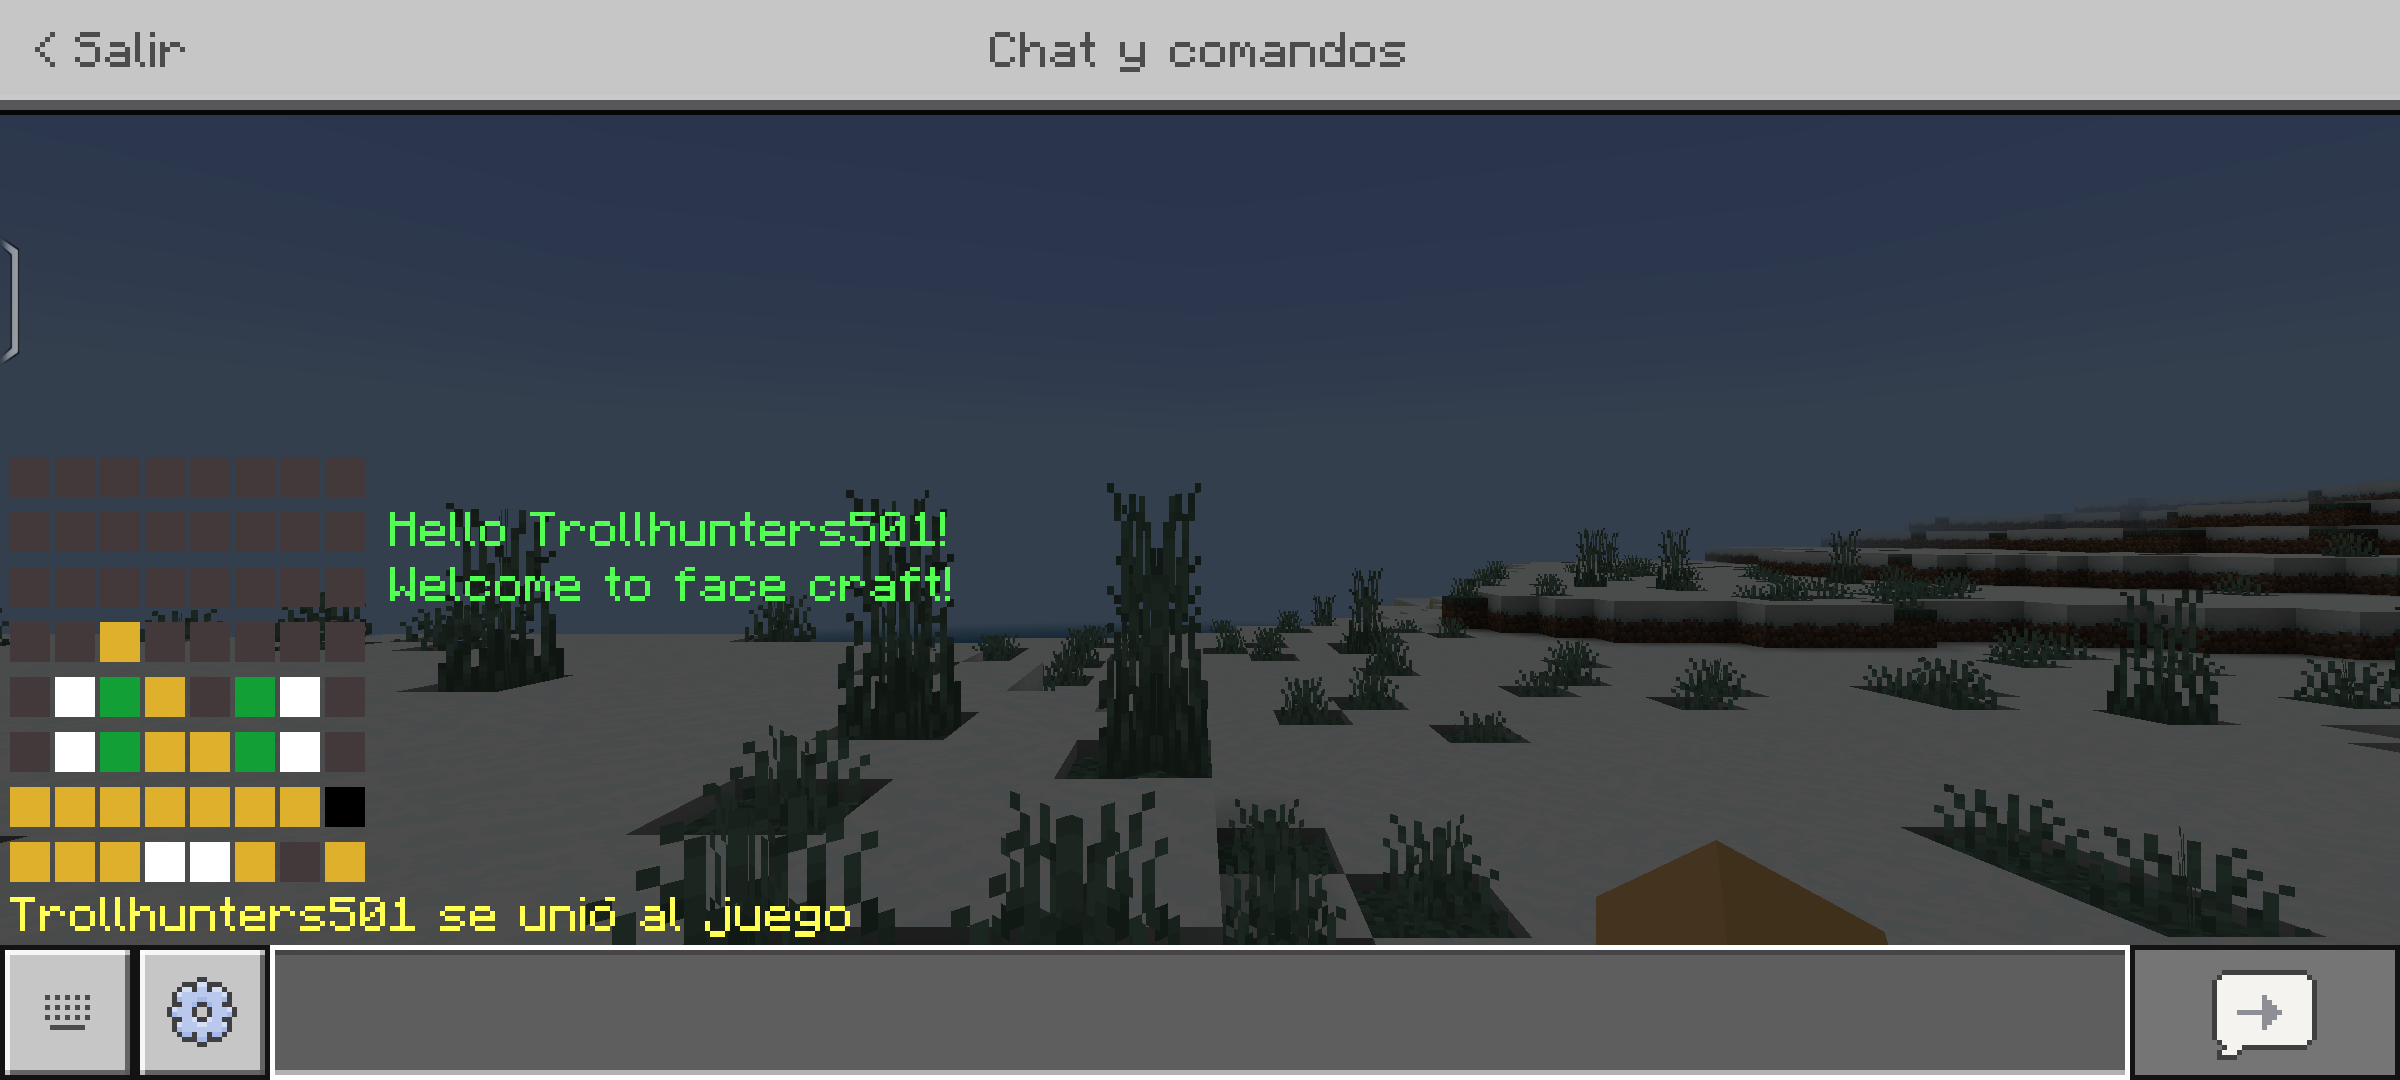 Salir
Chat y comandos
Hello Trollhunters501!
Welcome to face craft!
Trollhunters501 se unió al juego